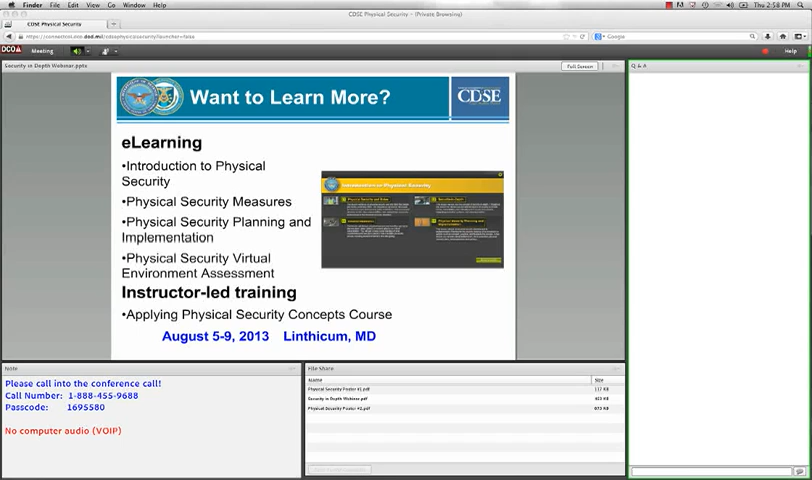 Finder File Edit View Go Window Help
Thu 2:58 PM
CDSE Physical Security - (Private Browsing)
CDSE Physical Security
Google
DCO
Meeting
Help
Security in Depth Webinar.pptx
Full Screen
Q & A
Want to Learn More?
CDSE
eLearning
•Introduction to Physical
Security
•Physical Security Measures
•Physical Security Planning and
Implementation
•Physical Security Virtual
Environment Assessment
Introduction to Physical Security
Instructor-led training
•Applying Physical Security Concepts Course
August 5-9, 2013 Linthicum, MD
Note
Please call into the conference call!
Call Number: 1-888-455-9688
Passcode: 1695580
No computer audio (VOIP)
File Share
Name Size
Physical Security Poster #1.pdf 117 KB
Security in Depth Webinar.pdf
Physical Security Poster #2.pdf